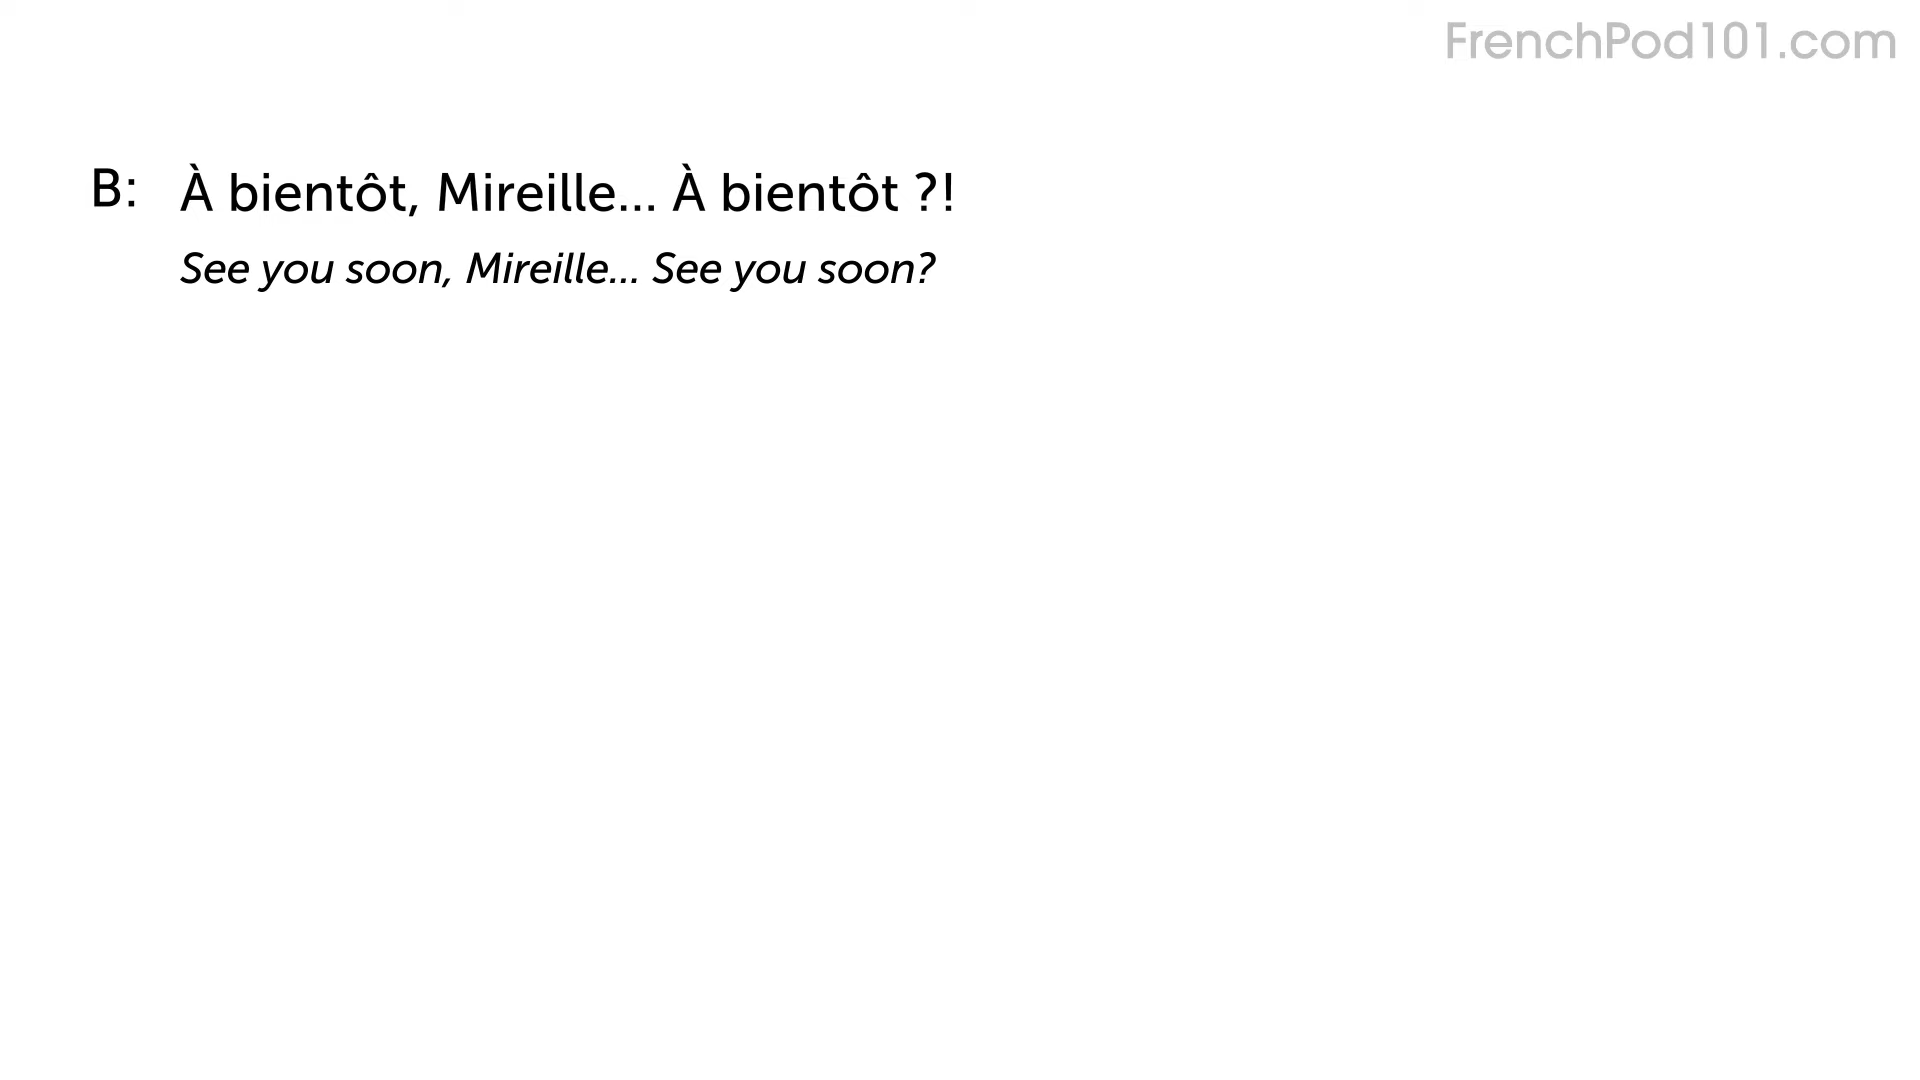 FrenchPod101.com
B: À bientôt, Mireille... À bientôt ?!
See you soon, Mireille... See you soon?